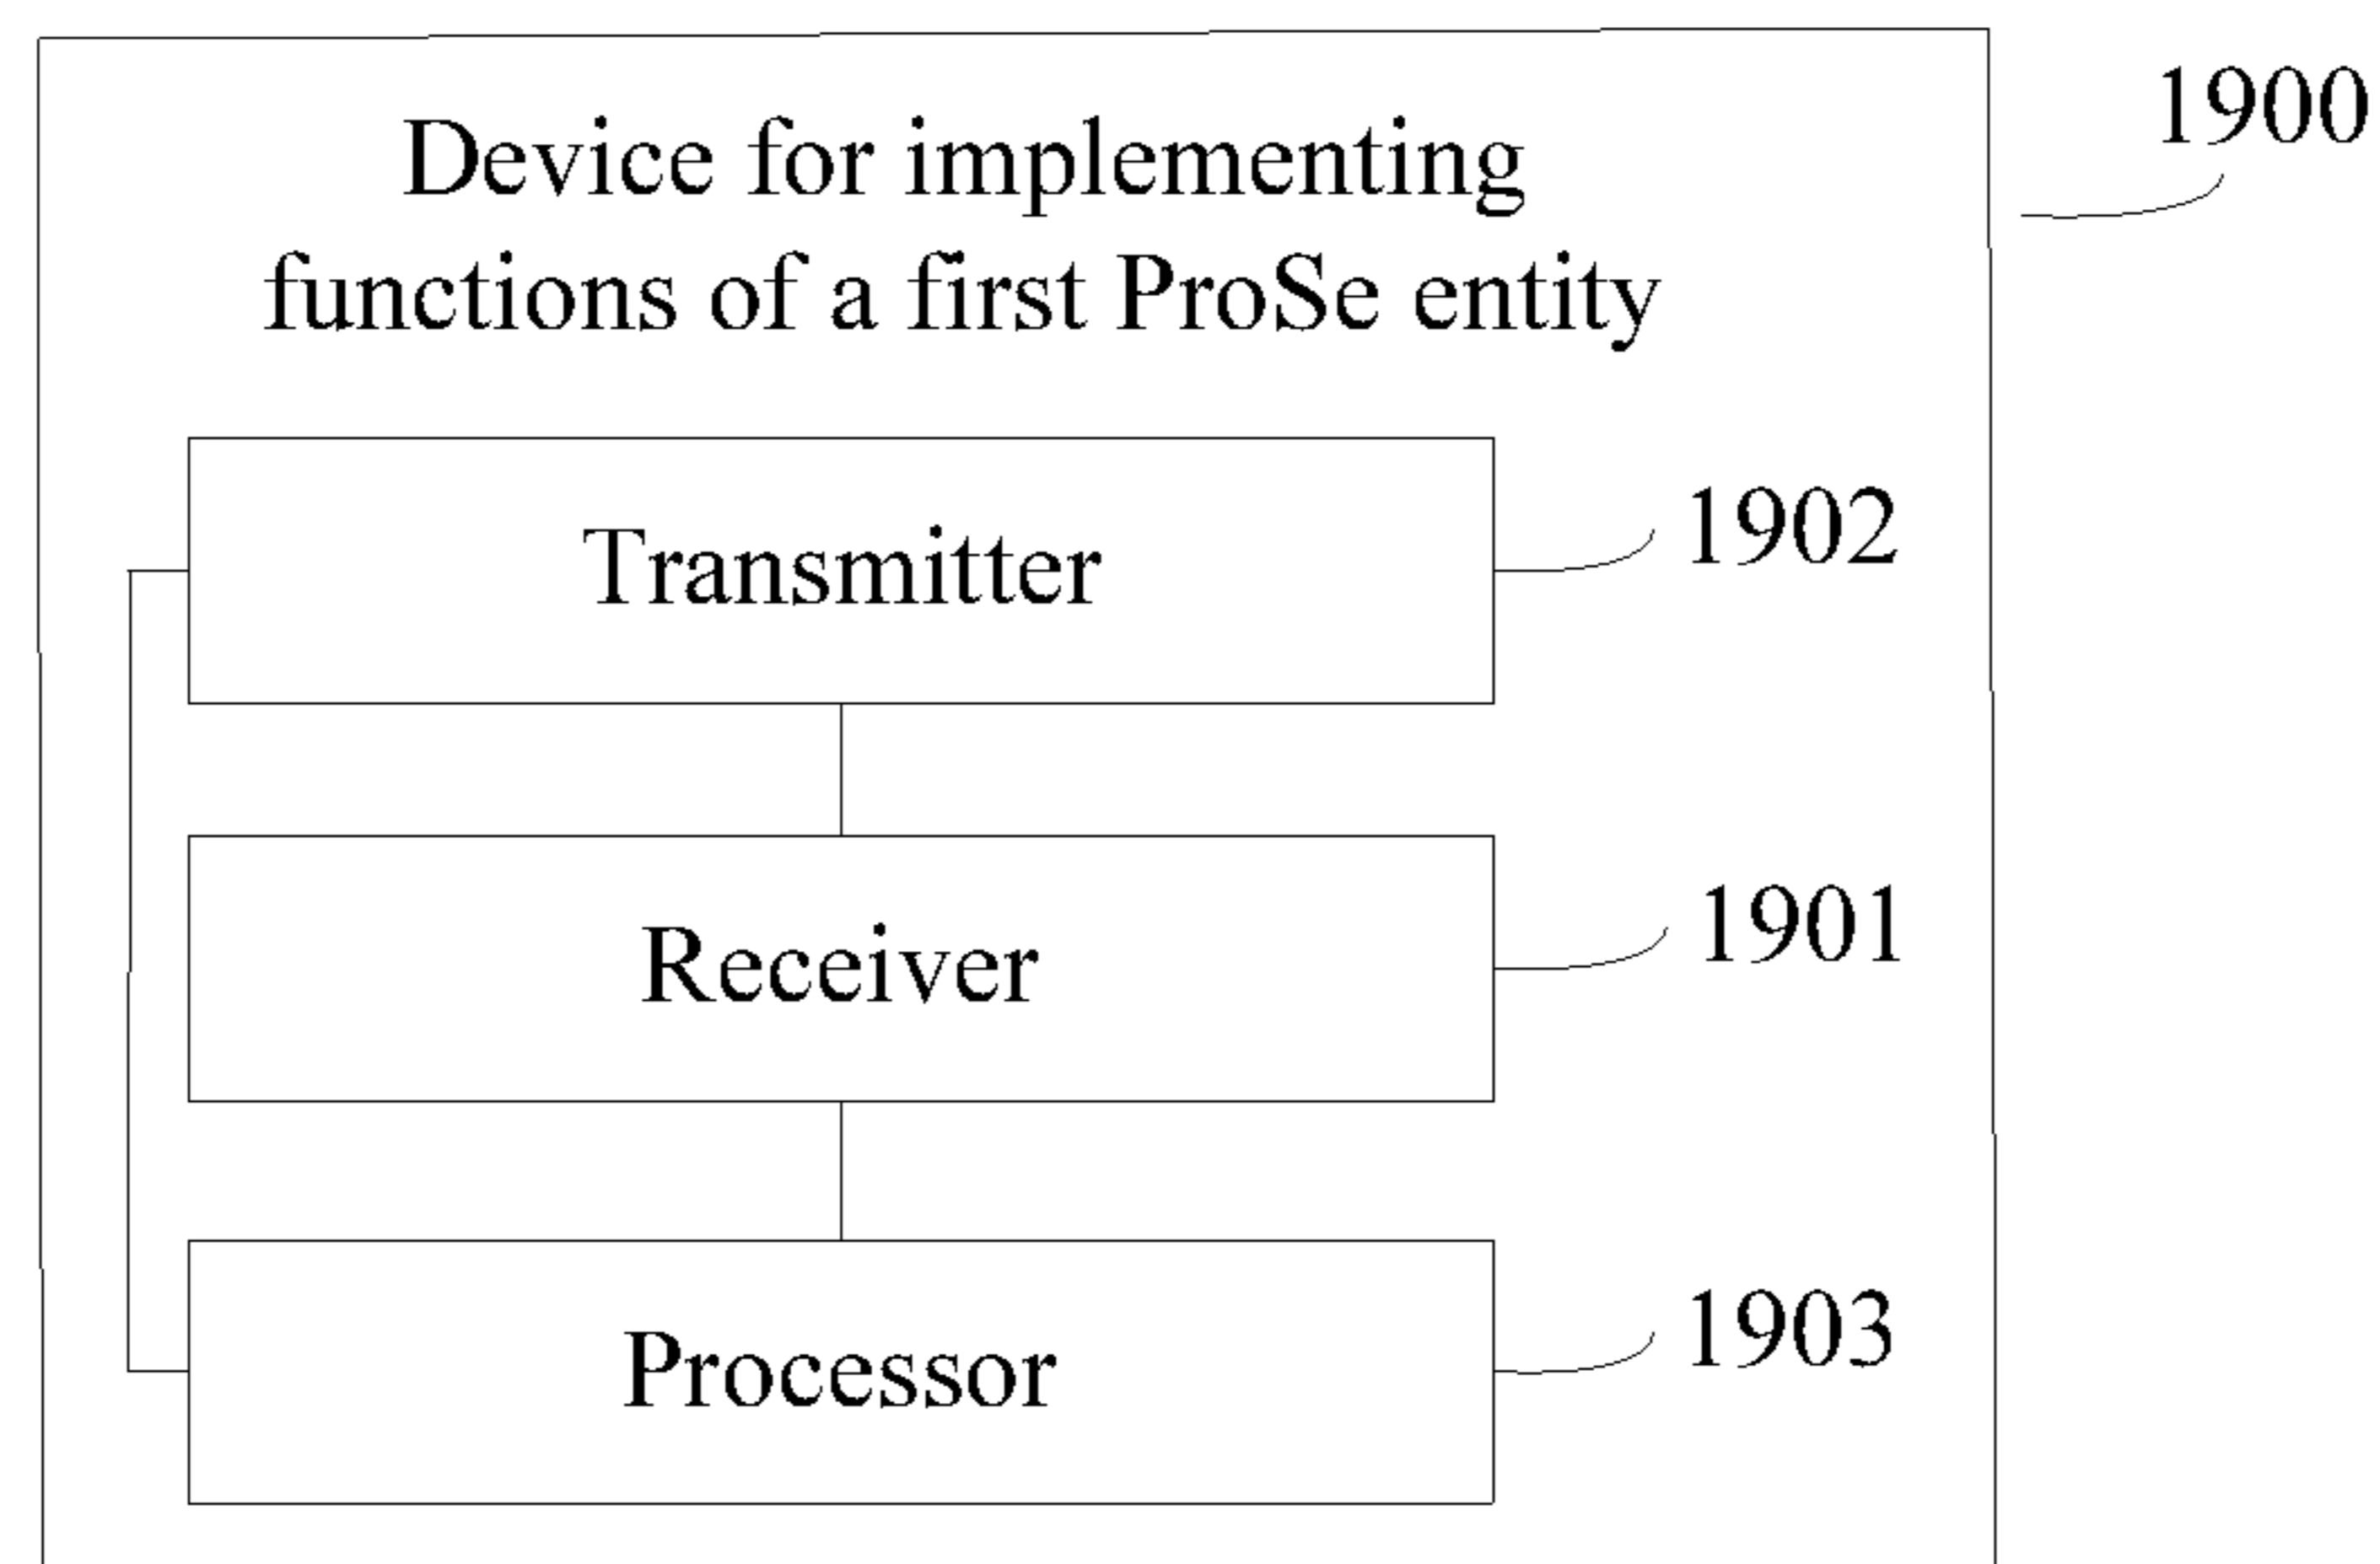 1900
Device for implementing
functions of a first ProSe entity
Transmitter
1902
Receiver
1901
Processor
1903